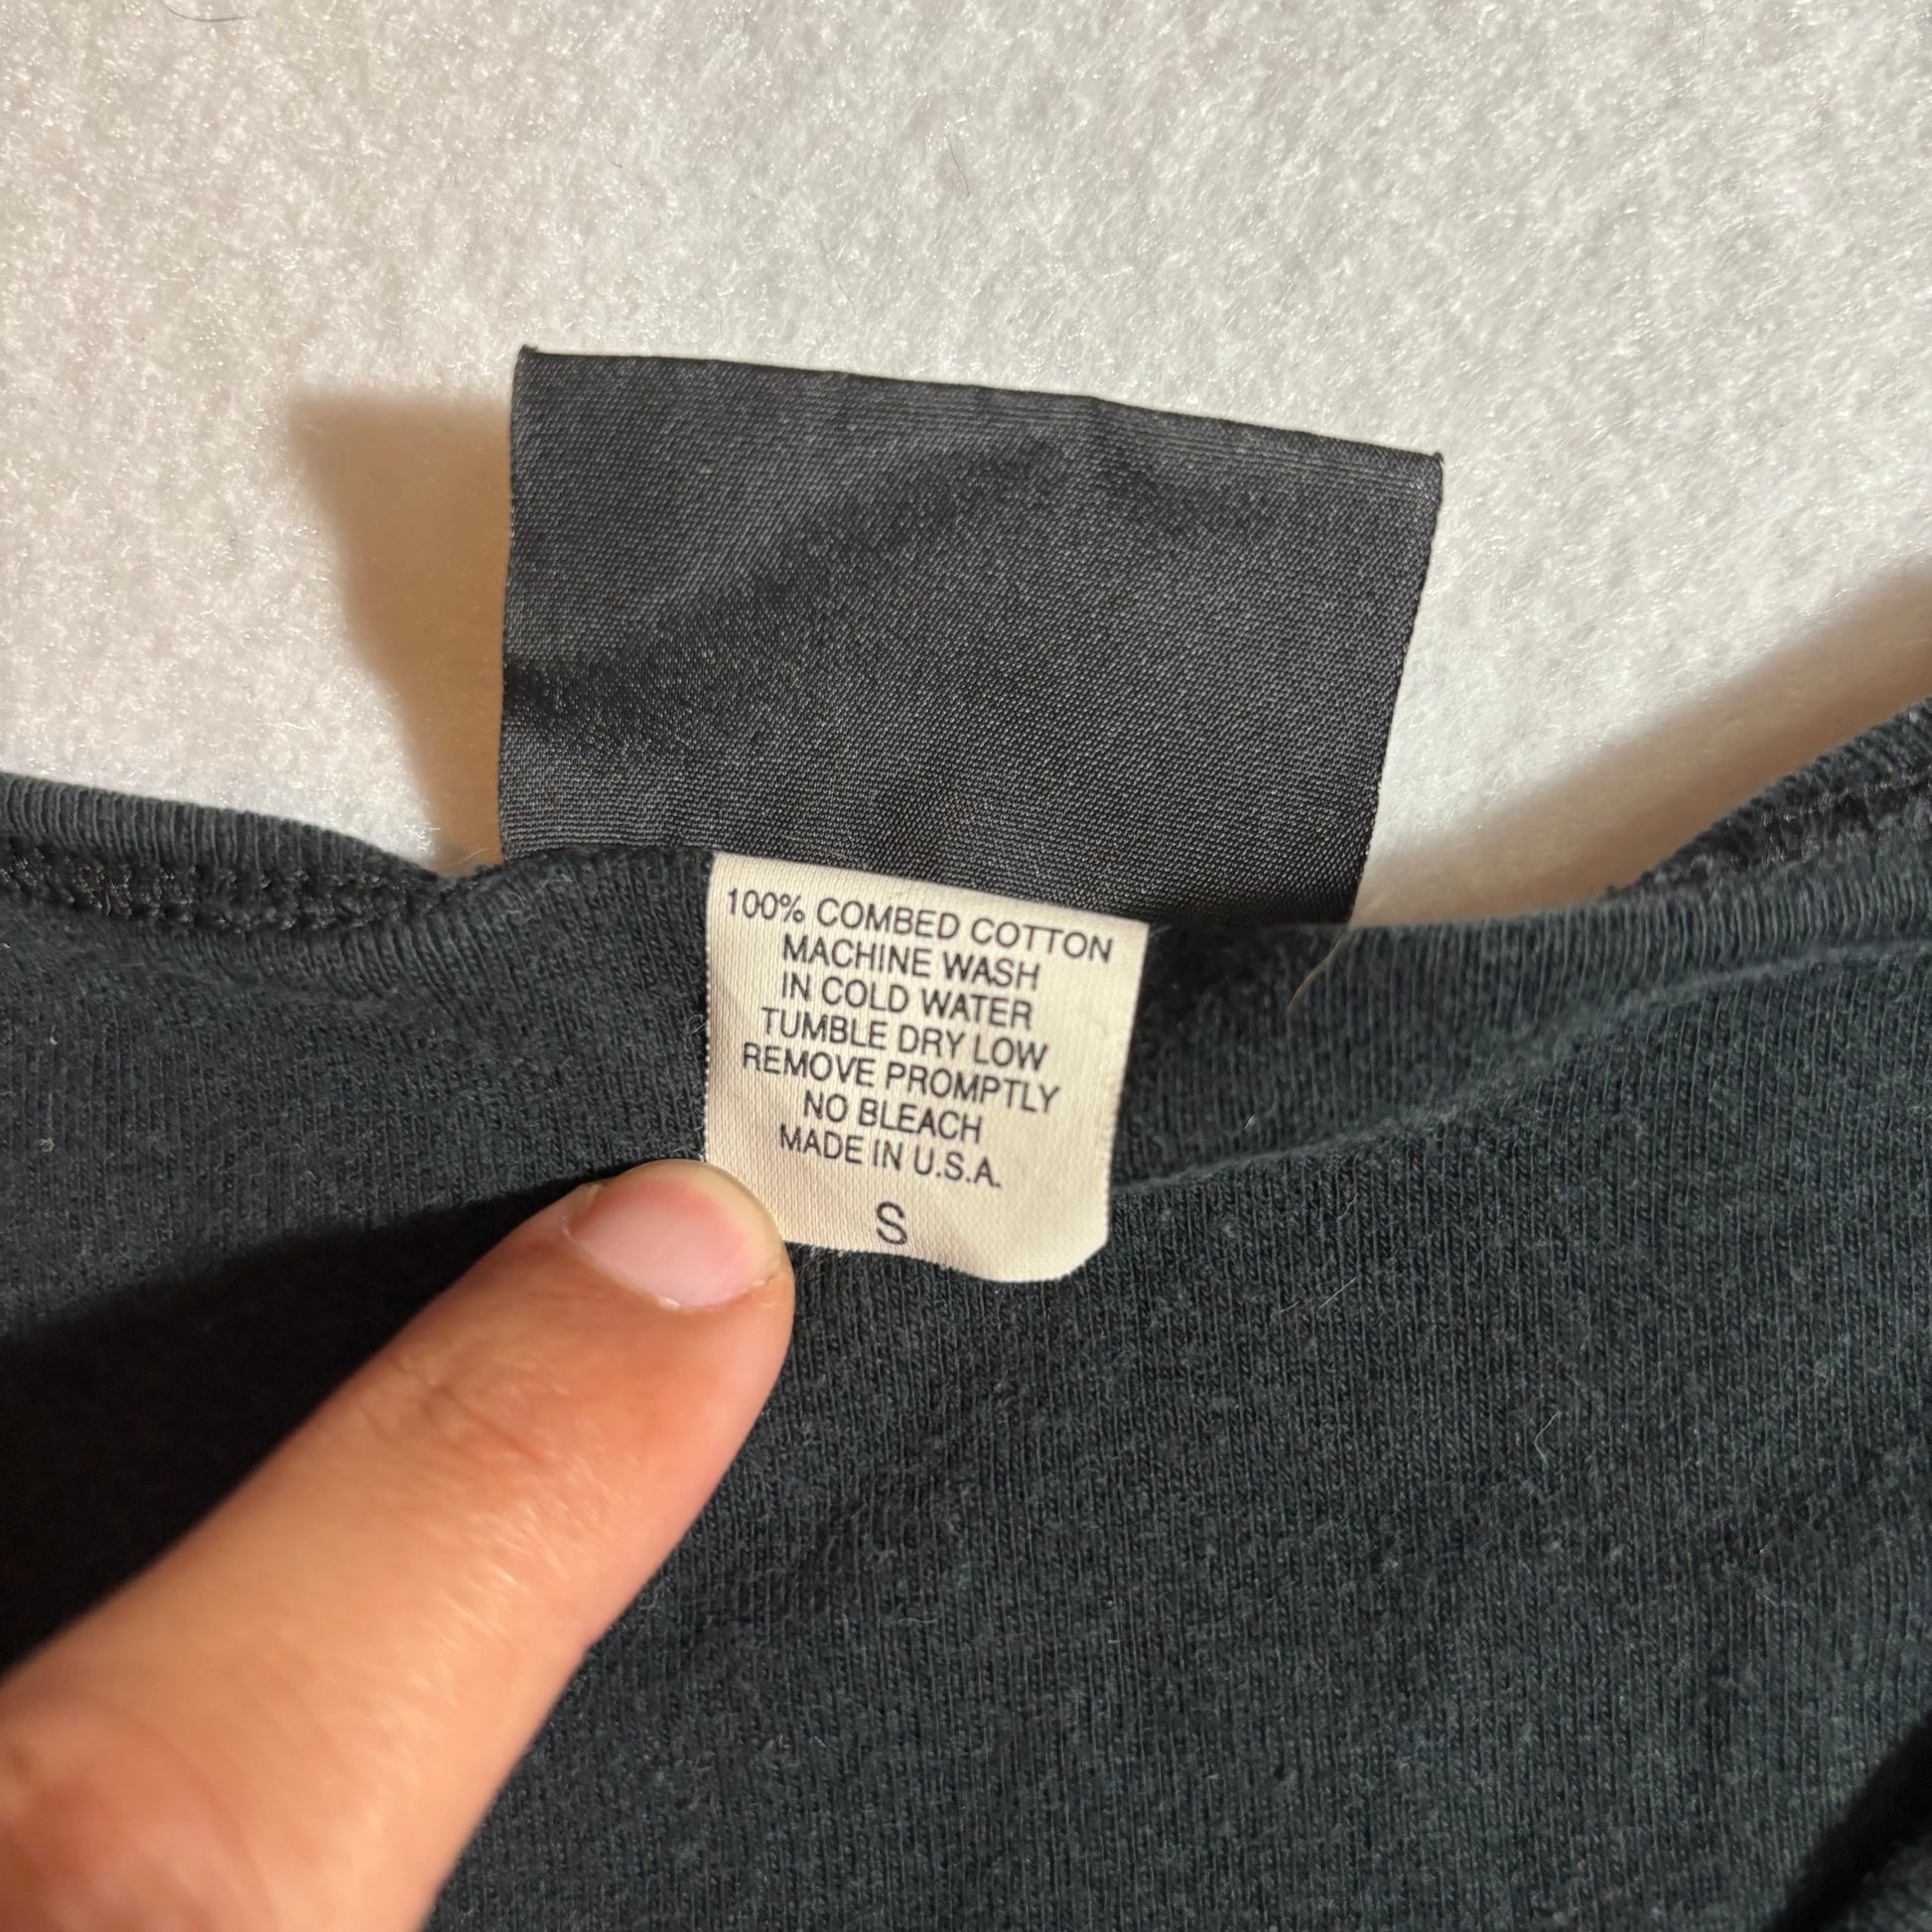 100% COMBED COTTON
MACHINE WASH
IN COLD WATER
TUMBLE DRY LOW
REMOVE PROMPTLY
NO BLEACH
MADE IN U.S.A.
S